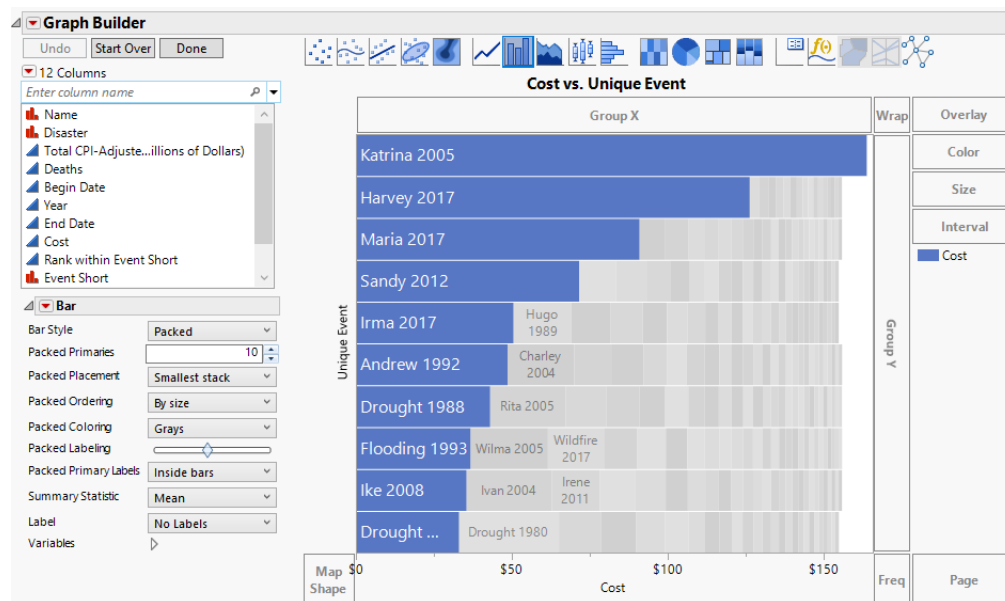 Graph Builder
Undo
Start Over
Done
12 Columns
Enter column name
Name
Disaster
Total CPI-Adjuste...illions of Dollars)
Deaths
Begin Date
Year
End Date
Cost
Rank within Event Short
Event Short
Bar
Bar Style
Packed
Packed Primaries
10
Packed Placement
Smallest stack
Packed Ordering
By size
Packed Coloring
Grays
Packed Labeling
Packed Primary Labels
Inside bars
Summary Statistic
Mean
Label
No Labels
Variables
Cost vs. Unique Event
Group X
Wrap
Overlay
Color
Size
Interval
Cost
Group Y
Unique Event
Katrina 2005
Harvey 2017
Maria 2017
Sandy 2012
Irma 2017
Hugo
1989
Andrew 1992
Charley
2004
Drought 1988
Rita 2005
Flooding 1993
Wilma 2005
Wildfire
2017
Ike 2008
Ivan 2004
Irene
2011
Drought ...
Drought 1980
Map
Shape
$0
$50
$100
$150
Cost
Freq
Page